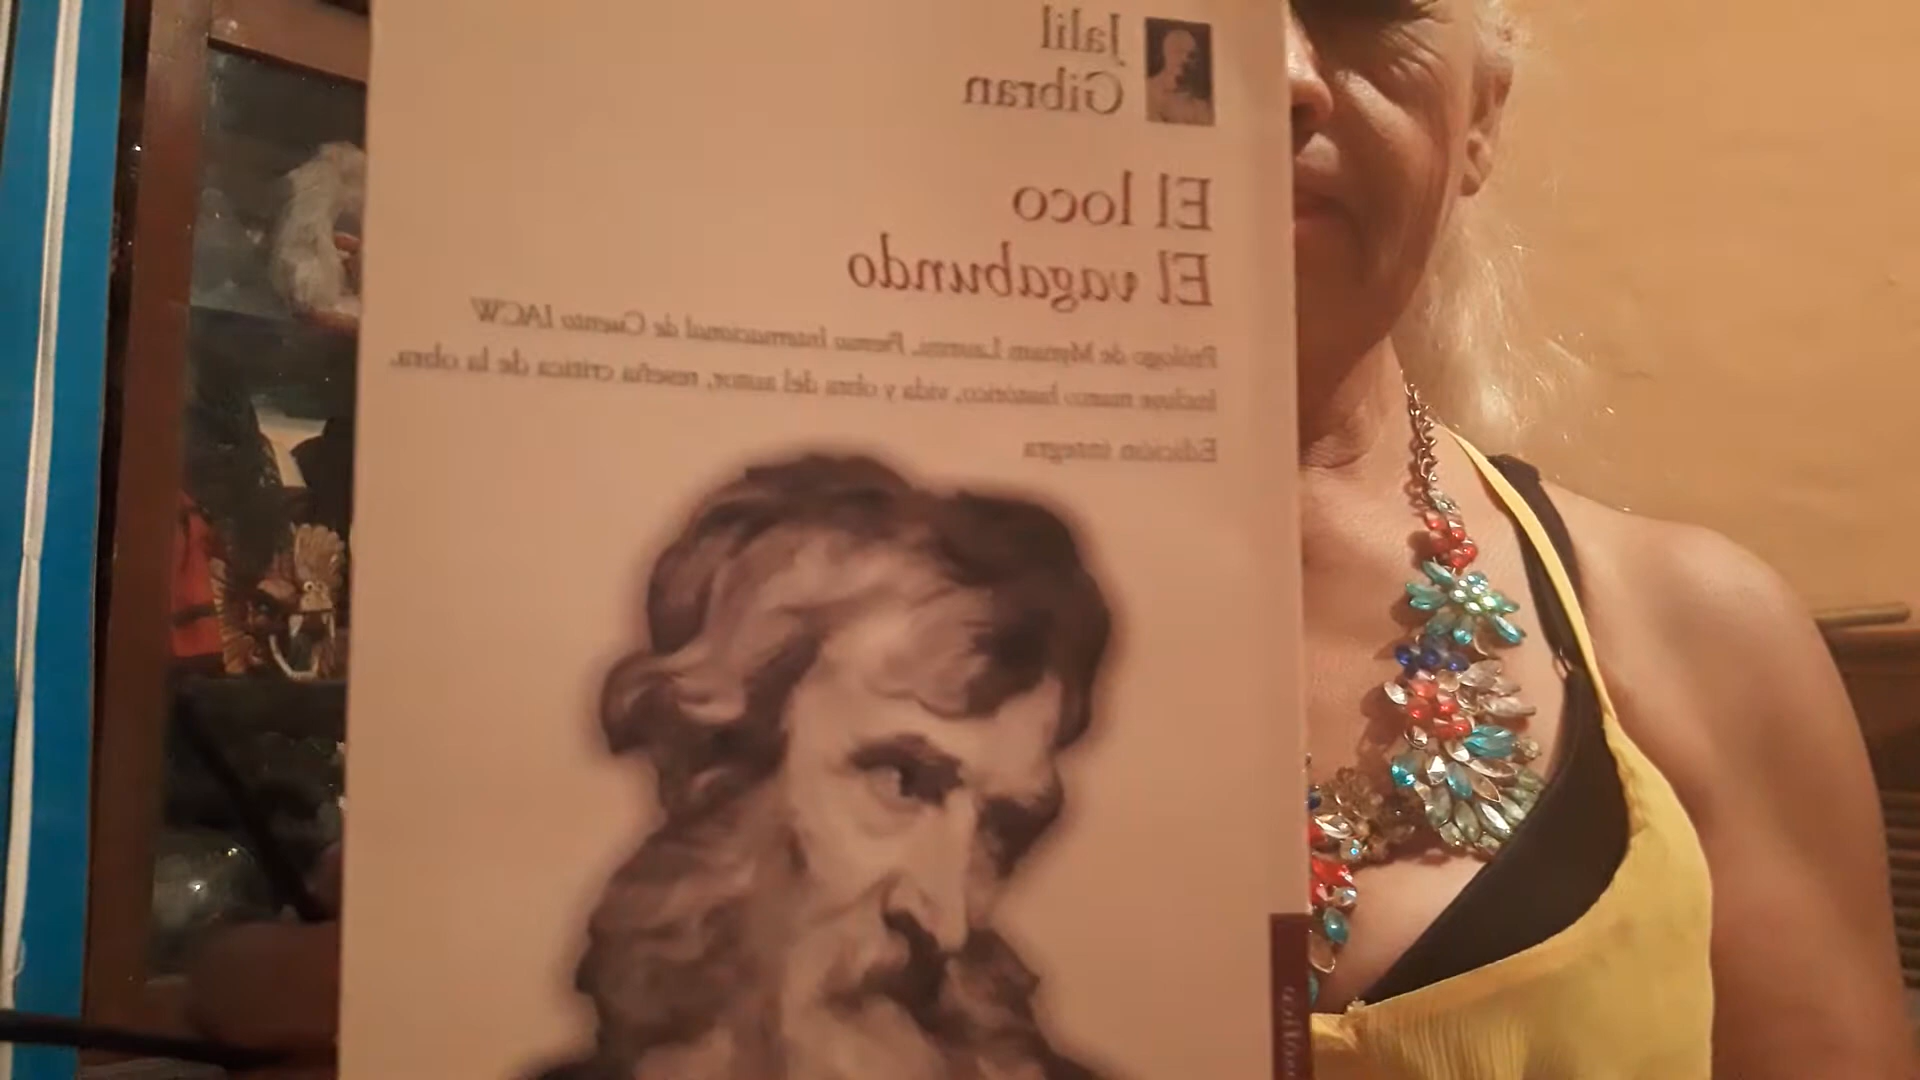 Jalil
Gibran
El loco
El vagabundo
Prólogo de Myriam Laurini, Premio Internacional de Cuento IACW
Incluye marco histórico, vida y obra del autor, reseña crítica de la obra.
Edición íntegra